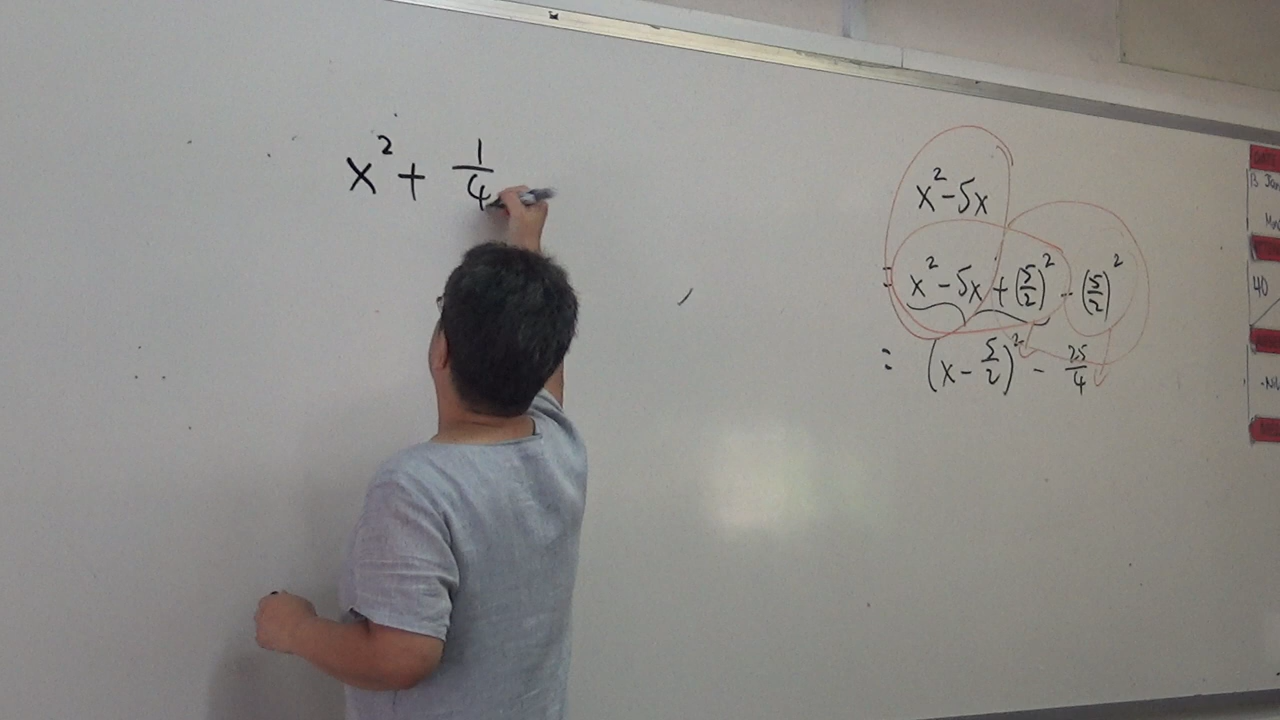 x² + 1/4
x² - 5x
= x² - 5x + (5/2)² - (5/2)²
= (x - 5/2)² - 25/4
40